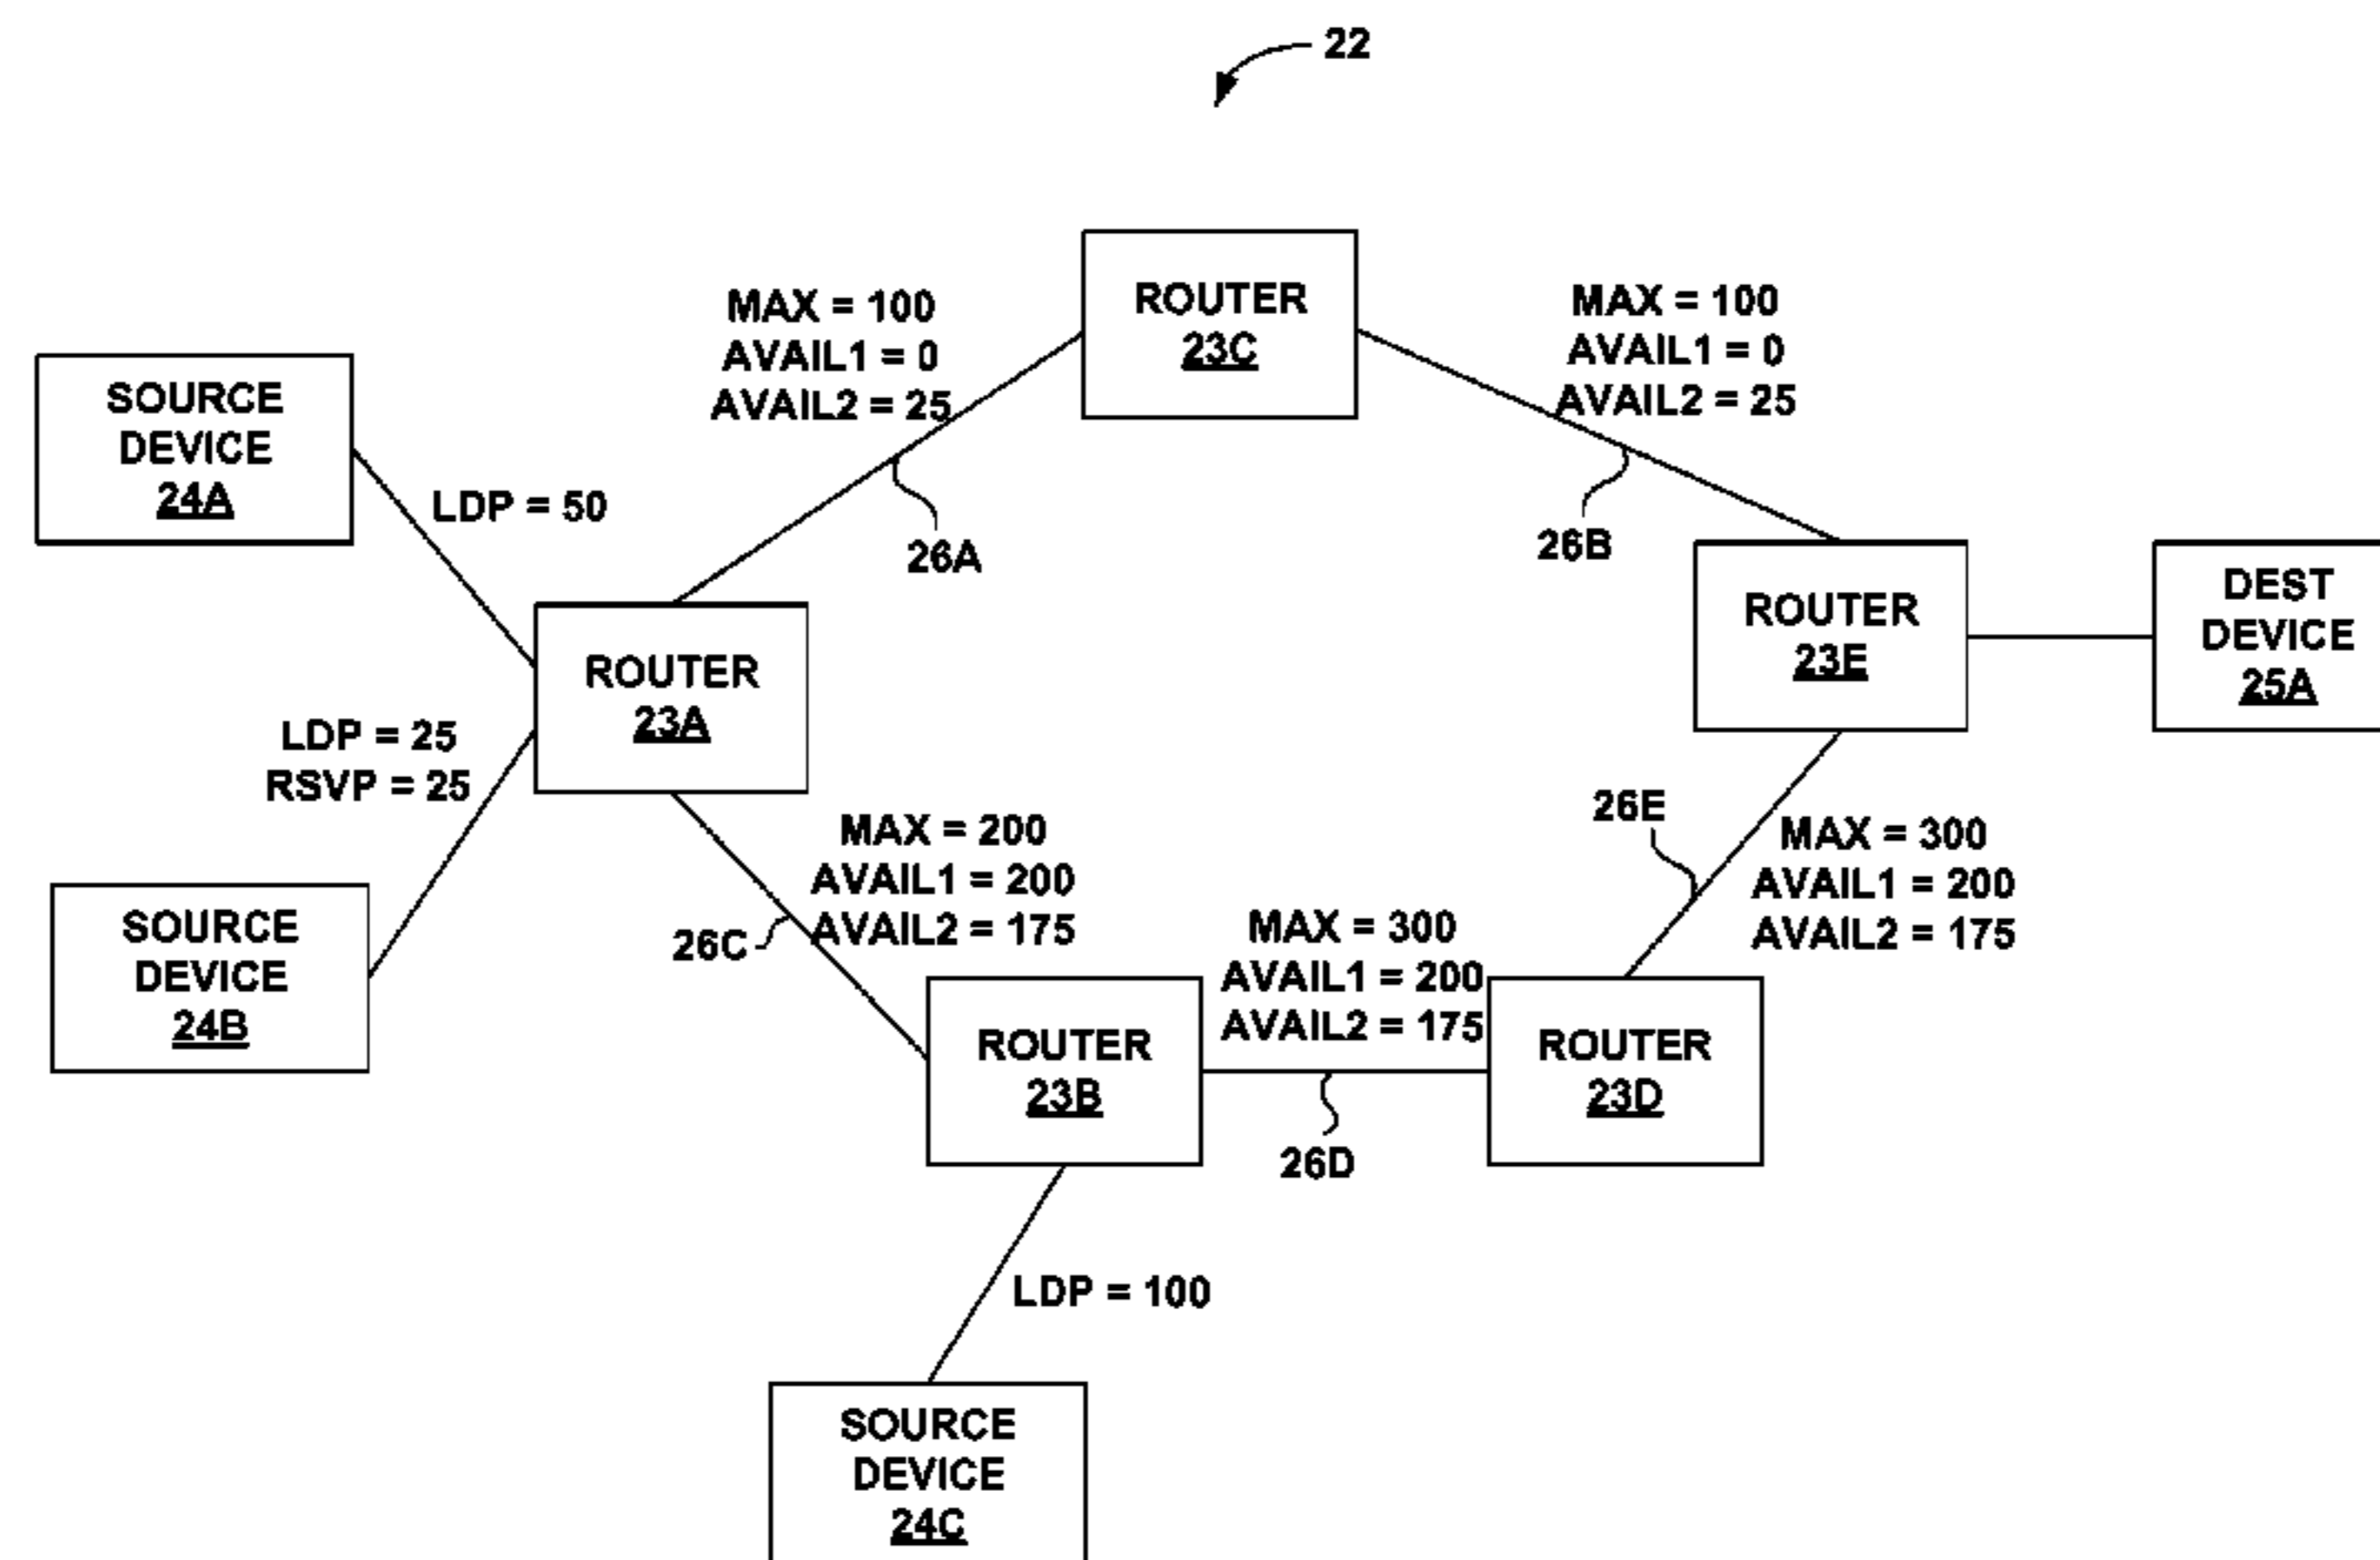 22
MAX = 100
AVAIL1 = 0
AVAIL2 = 25
ROUTER
23C
MAX = 100
AVAIL1 = 0
AVAIL2 = 25
SOURCE
DEVICE
24A
LDP = 50
26A
26B
ROUTER
23A
ROUTER
23E
DEST
DEVICE
25A
LDP = 25
RSVP = 25
SOURCE
DEVICE
24B
MAX = 200
AVAIL1 = 200
AVAIL2 = 175
26C
26E
MAX = 300
AVAIL1 = 200
AVAIL2 = 175
MAX = 300
AVAIL1 = 200
AVAIL2 = 175
ROUTER
23B
ROUTER
23D
26D
LDP = 100
SOURCE
DEVICE
24C